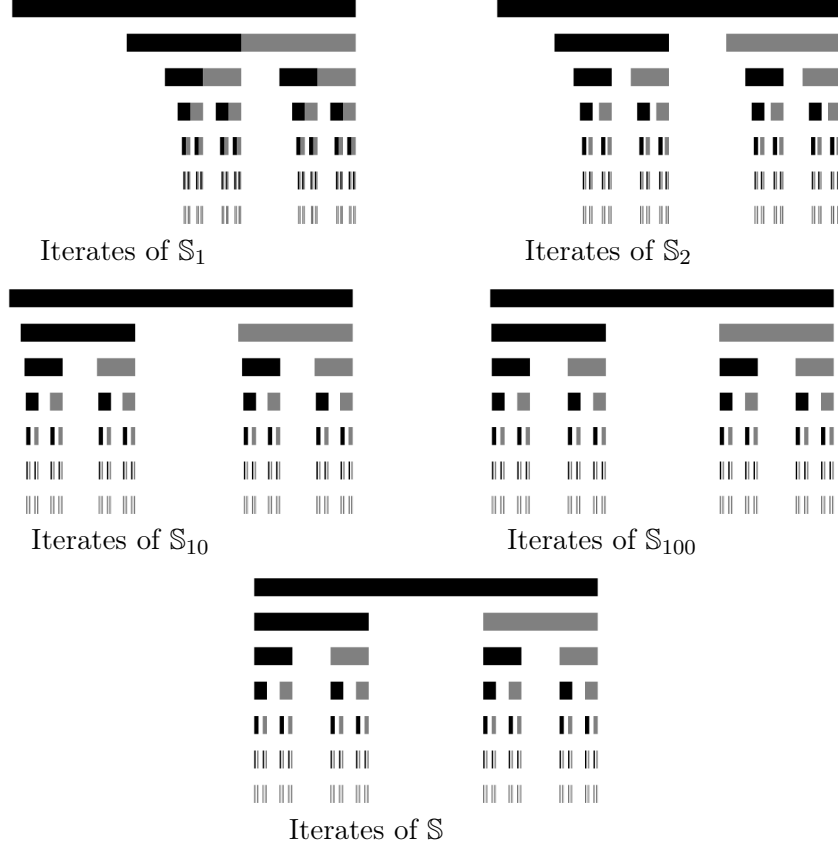 Iterates of 𝕊₁
Iterates of 𝕊₂
Iterates of 𝕊₁₀
Iterates of 𝕊₁₀₀
Iterates of 𝕊